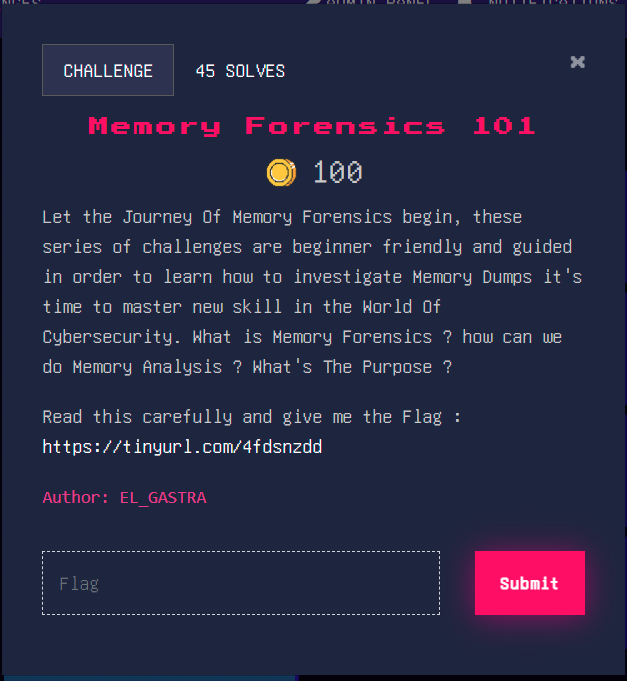 ADMIN PANEL NOTIFICATIONS
CHALLENGE 45 SOLVES ×
Memory Forensics 101
100
Let the Journey Of Memory Forensics begin, these
series of challenges are beginner friendly and guided
in order to learn how to investigate Memory Dumps it's
time to master new skill in the World Of
Cybersecurity. What is Memory Forensics ? how can we
do Memory Analysis ? What's The Purpose ?
Read this carefully and give me the Flag :
https://tinyurl.com/4fdsnzdd
Author: EL_GASTRA
Flag Submit